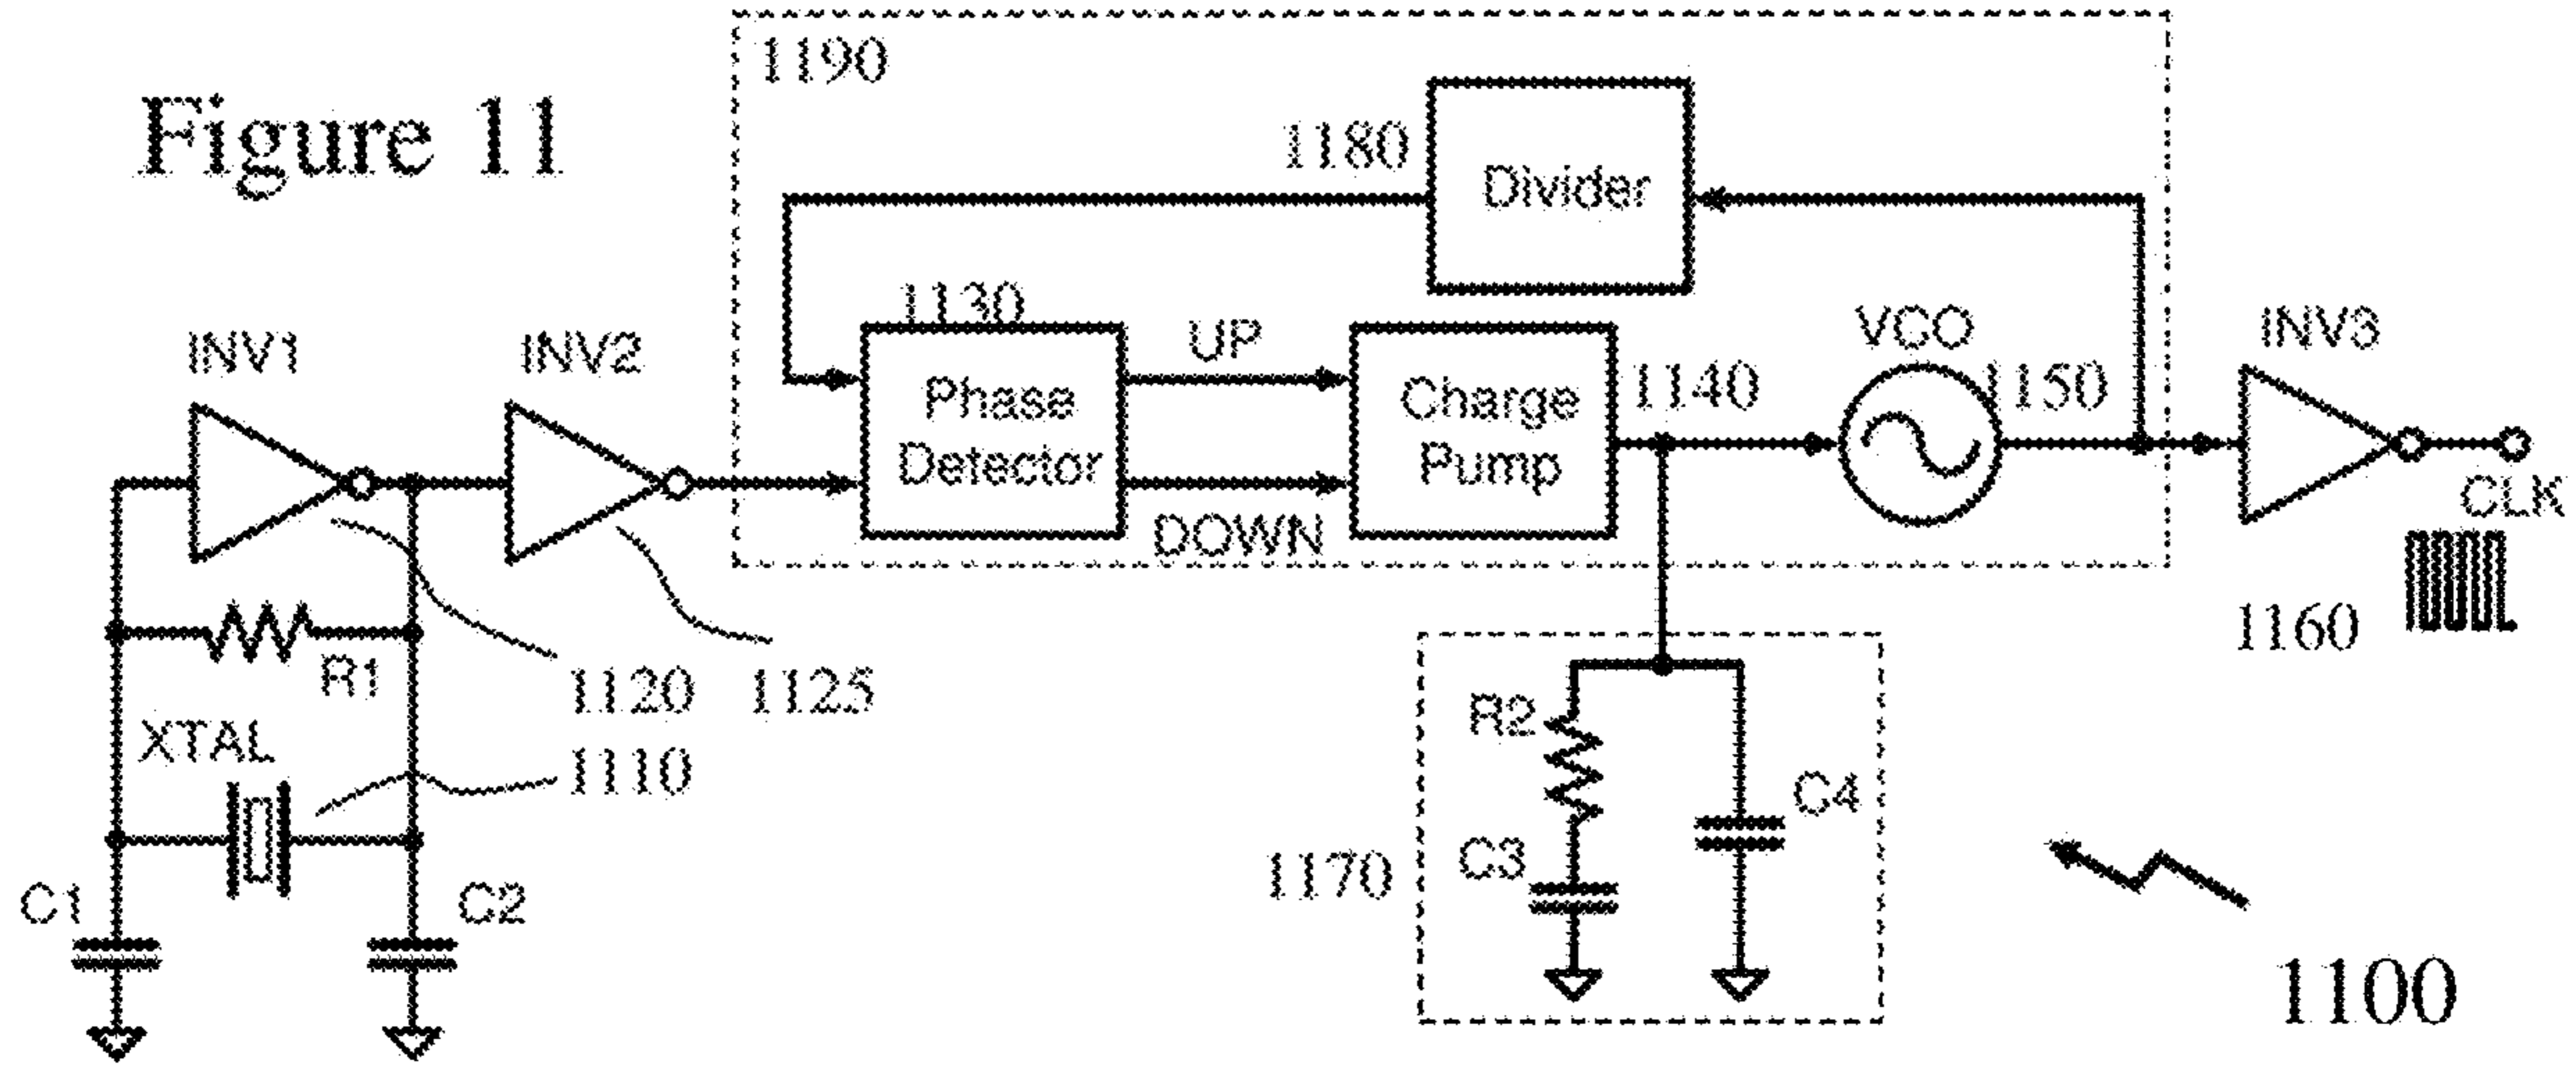 Figure 11
1190
1180
Divider
1130
INV1
INV2
UP
VCO
INV3
Phase
Detector
Charge
Pump
1140
1150
CLK
DOWN
1160
R1
1120
1125
XTAL
1110
R2
C4
C3
1170
C1
C2
1100